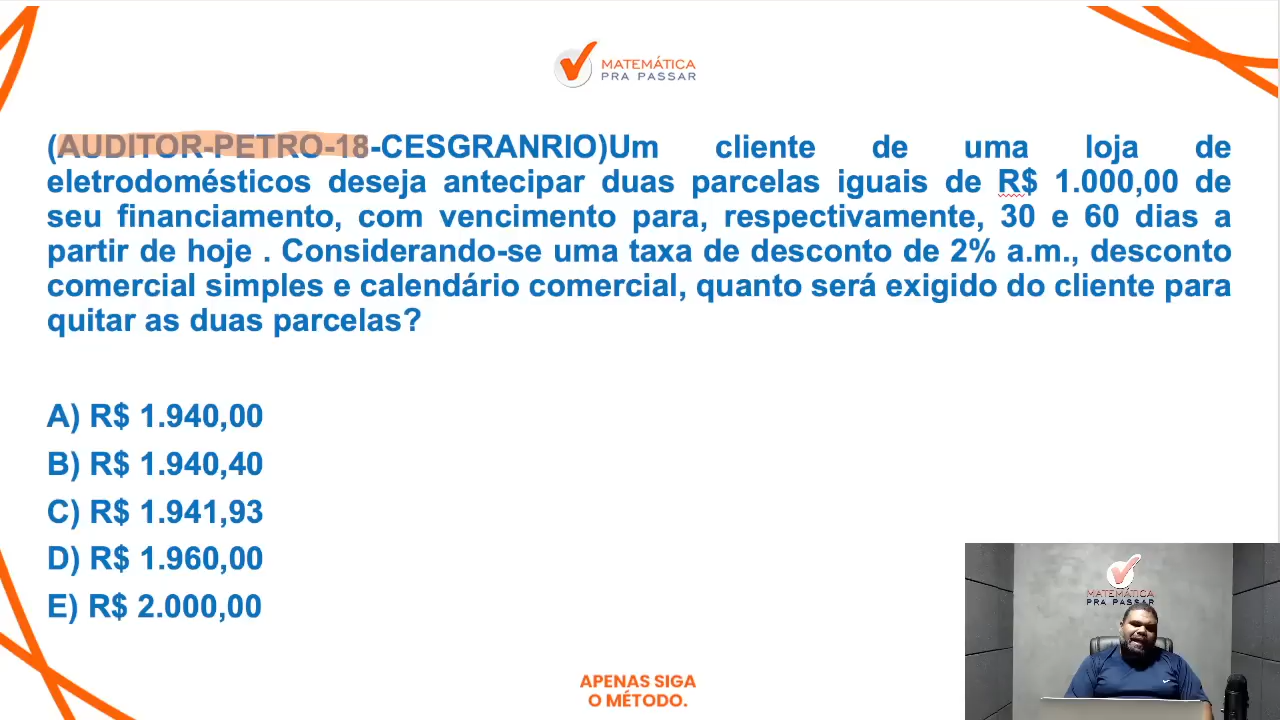 MATEMÁTICA
PRA PASSAR
(AUDITOR-PETRO-18-CESGRANRIO)Um cliente de uma loja de
eletrodomésticos deseja antecipar duas parcelas iguais de R$ 1.000,00 de
seu financiamento, com vencimento para, respectivamente, 30 e 60 dias a
partir de hoje . Considerando-se uma taxa de desconto de 2% a.m., desconto
comercial simples e calendário comercial, quanto será exigido do cliente para
quitar as duas parcelas?
A) R$ 1.940,00
B) R$ 1.940,40
C) R$ 1.941,93
D) R$ 1.960,00
E) R$ 2.000,00
MATEMÁTICA
PRA PASSAR
APENAS SIGA
O MÉTODO.